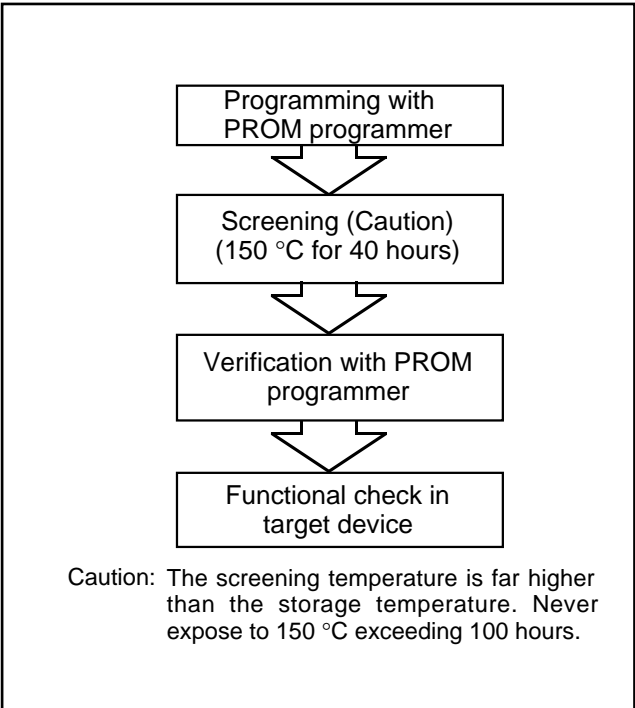 Programming with
PROM programmer
Screening (Caution)
(150 °C for 40 hours)
Verification with PROM
programmer
Functional check in
target device
Caution: The screening temperature is far higher
than the storage temperature. Never
expose to 150 °C exceeding 100 hours.